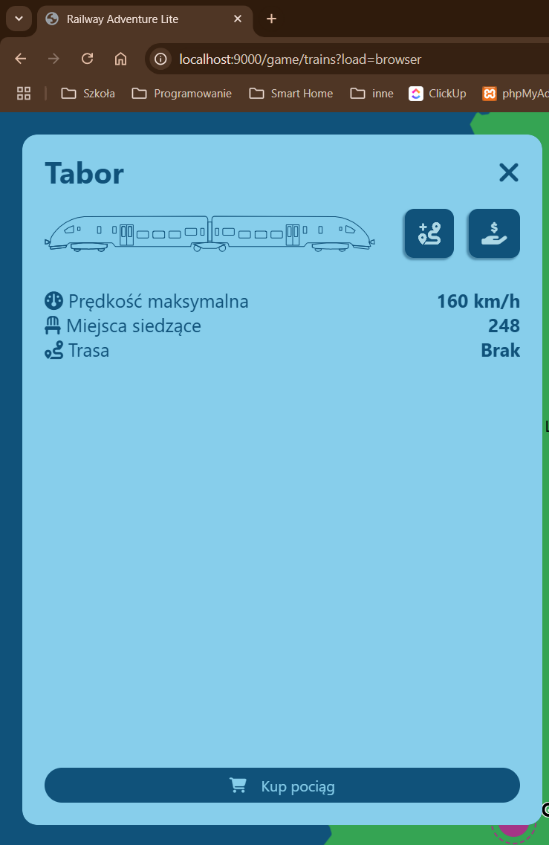 Railway Adventure Lite
localhost:9000/game/trains?load=browser
Szkoła Programowanie Smart Home inne ClickUp phpMyAd
Tabor
Prędkość maksymalna 160 km/h
Miejsca siedzące 248
Trasa Brak
Kup pociąg